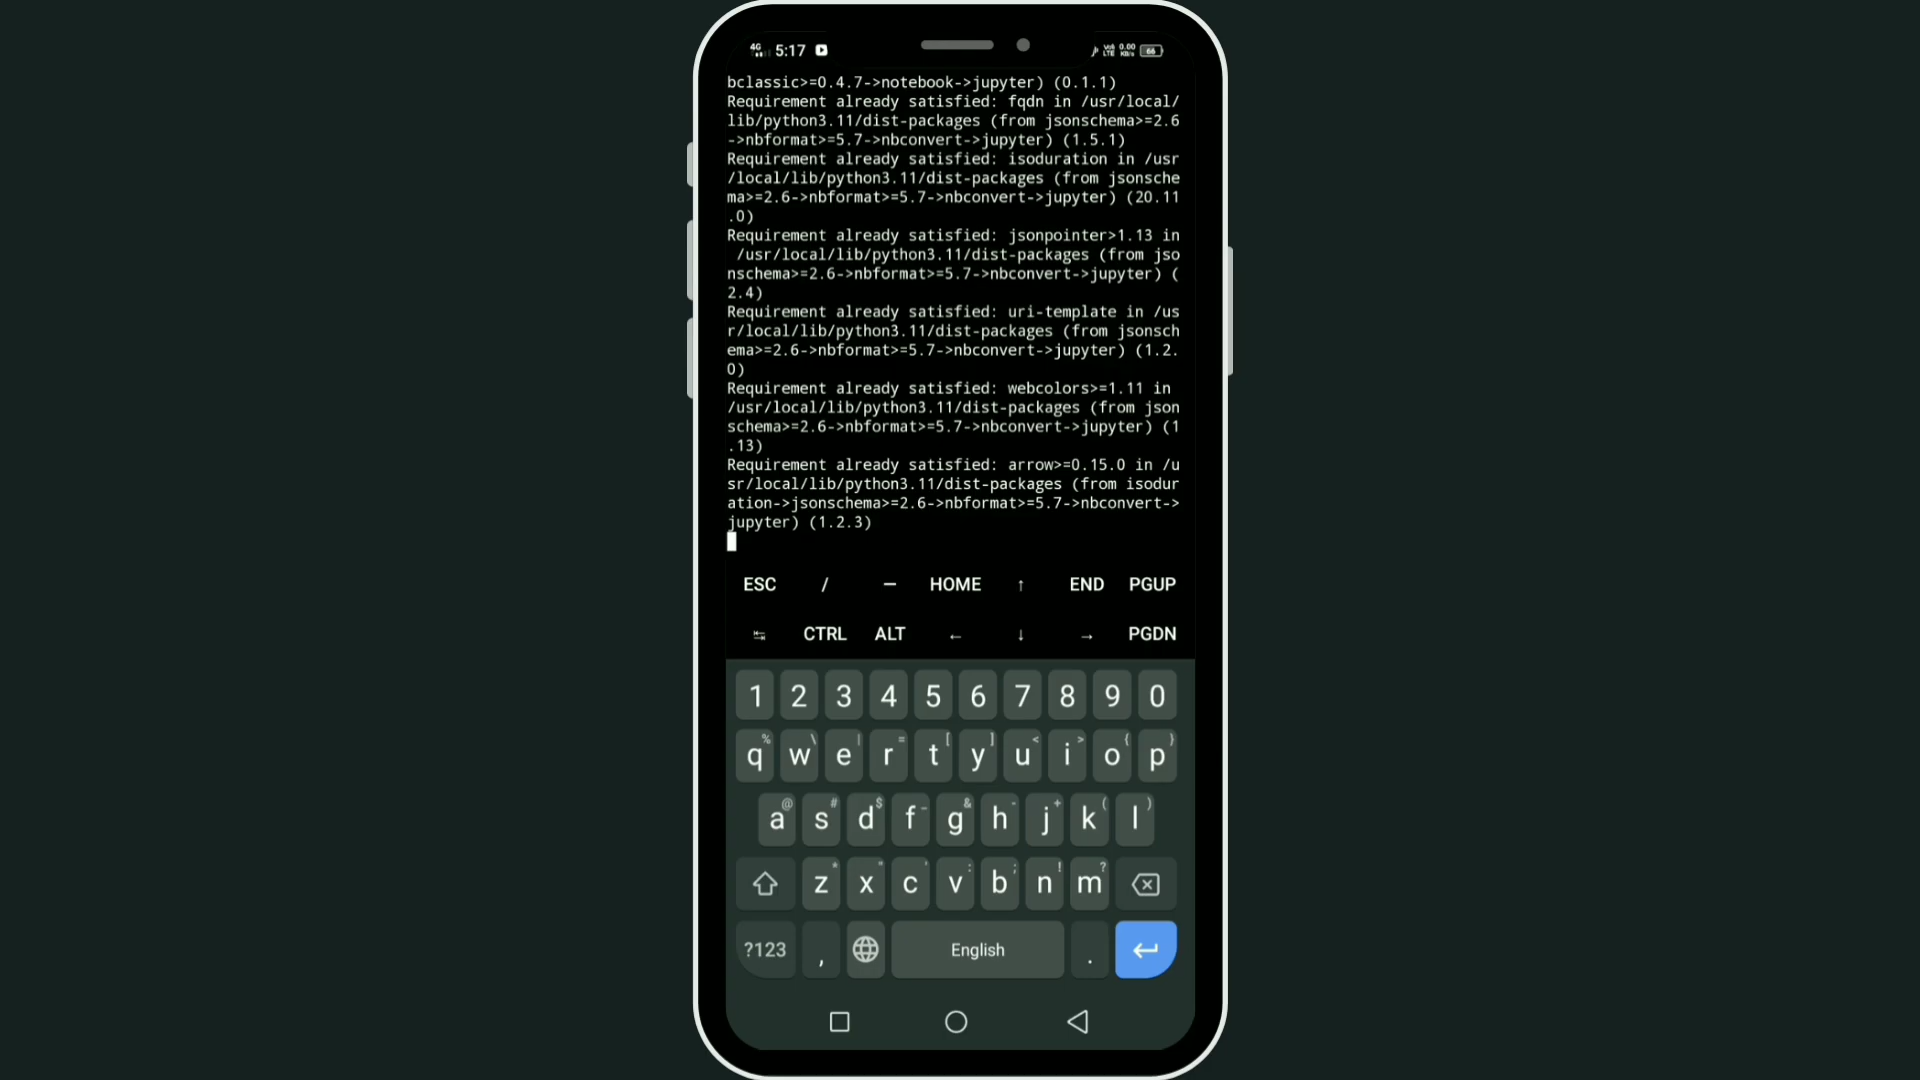 4G 5:17
VoI LTE 0.00 KB/s 66
bclassic>=0.4.7->notebook->jupyter) (0.1.1)
Requirement already satisfied: fqdn in /usr/local/
lib/python3.11/dist-packages (from jsonschema>=2.6
->nbformat>=5.7->nbconvert->jupyter) (1.5.1)
Requirement already satisfied: isoduration in /usr
/local/lib/python3.11/dist-packages (from jsonsche
ma>=2.6->nbformat>=5.7->nbconvert->jupyter) (20.11
.0)
Requirement already satisfied: jsonpointer>1.13 in
/usr/local/lib/python3.11/dist-packages (from jso
nschema>=2.6->nbformat>=5.7->nbconvert->jupyter) (
2.4)
Requirement already satisfied: uri-template in /us
r/local/lib/python3.11/dist-packages (from jsonsch
ema>=2.6->nbformat>=5.7->nbconvert->jupyter) (1.2.
0)
Requirement already satisfied: webcolors>=1.11 in
/usr/local/lib/python3.11/dist-packages (from json
schema>=2.6->nbformat>=5.7->nbconvert->jupyter) (1
.13)
Requirement already satisfied: arrow>=0.15.0 in /u
sr/local/lib/python3.11/dist-packages (from isodur
ation->jsonschema>=2.6->nbformat>=5.7->nbconvert->
jupyter) (1.2.3)
ESC / — HOME ↑ END PGUP
↹ CTRL ALT ← ↓ → PGDN
1 2 3 4 5 6 7 8 9 0
% \ | = [ ] < > { }
q w e r t y u i o p
@ # $ _ & - + ( )
a s d f g h j k l
* " ' : ; ! ?
z x c v b n m
?123 , English .